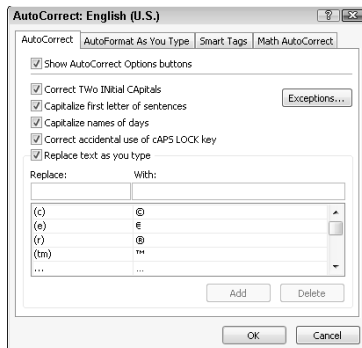 AutoCorrect: English (U.S.)
AutoCorrect AutoFormat As You Type Smart Tags Math AutoCorrect
Show AutoCorrect Options buttons
Correct TWo INitial CApitals
Exceptions...
Capitalize first letter of sentences
Capitalize names of days
Correct accidental use of cAPS LOCK key
Replace text as you type
Replace: With:
(c) ©
(e) €
(r) ®
(tm) ™
... ...
Add Delete
OK Cancel